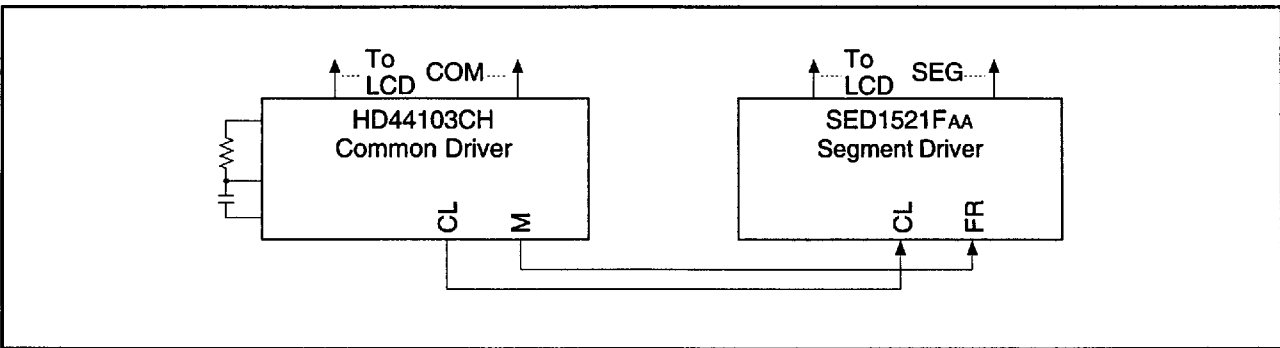 To
LCD COM
HD44103CH
Common Driver
CL
M
To
LCD SEG
SED1521FAA
Segment Driver
CL
FR